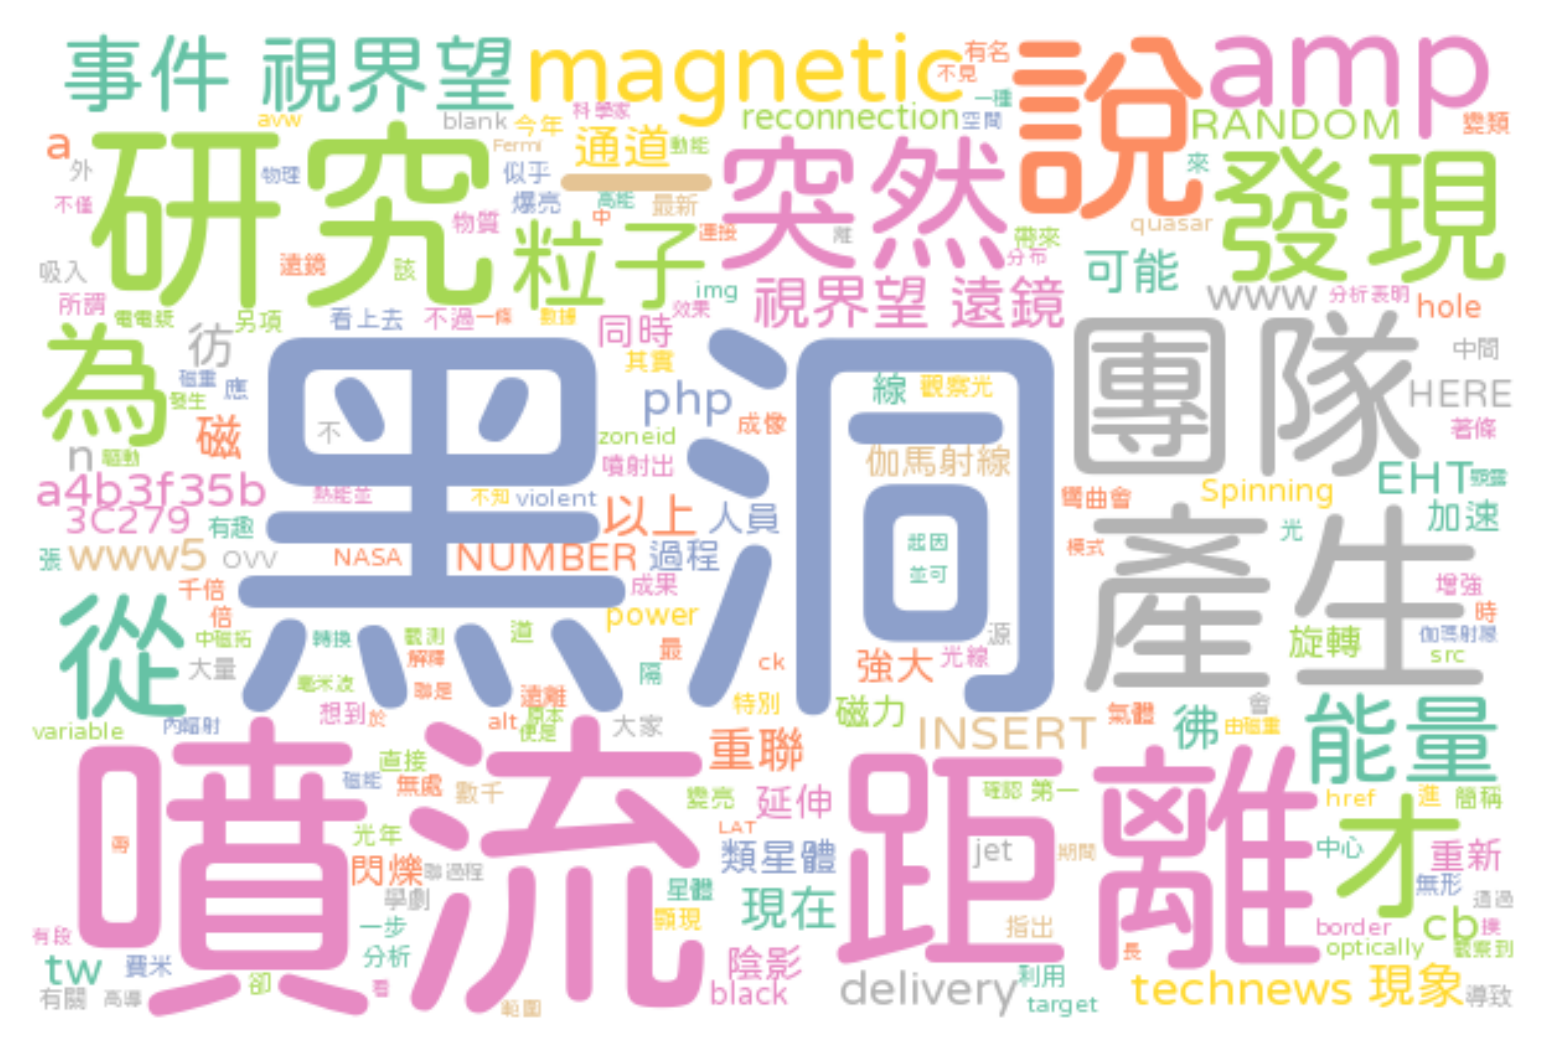 事件 視界望
magnetic
不見
有名
說
amp
avw
blank
今年
科學家
reconnection
一種
空間
RANDOM
a
外
研究
Fermi
通道
動能
突然
來
發現
物理
似乎
一
不僅
物質
爆亮
高能
中
最新
連接
離
帶來
quasar
吸入
遠鏡
該
粒子
分布
可能
所謂
img
視界望 遠鏡
www
分析表明
hole
另項
看上去
不過
一條
數據
同時
效果
為
彷
其實
團隊
中間
磁重
應
發生
黑洞
php
線
觀察光
HERE
磁
不
zoneid
成像
著條
n
驅動
噴射出
伽馬射線
EHT
a4b3f35b
熱能並
不知
violent
以上
人員
彎曲會
Spinning
3C279
有趣
起因
加速
張
www5
ovv
NASA
NUMBER
過程
並可
模式
產生
光
千倍
成果
增強
倍
power
時
從
中磁拓
轉換
觀測
道
源
旋轉
伽瑪射線
大量
解釋
最
ck
強大
光線
src
毫米波
聯是
隔
遠離
特別
磁力
會
variable
內輻射
想到
於
alt
原本
便是
大家
INSERT
氣體
彿
由磁重
能量
噴流
直接
重聯
距離
磁能
無處
數千
變亮
延伸
確認
第一
href
進
簡稱
光年
LAT
才
閃爍
聯過程
類星體
jet
期間
中心
重新
學劇
星體
無形
一步
顯現
現在
指出
border
cb
通過
有段
分析
optically
觀察到
tw
費米
陰影
長
有關
高導
卻
看
black
delivery
利用
technews
現象
導致
範圍
target